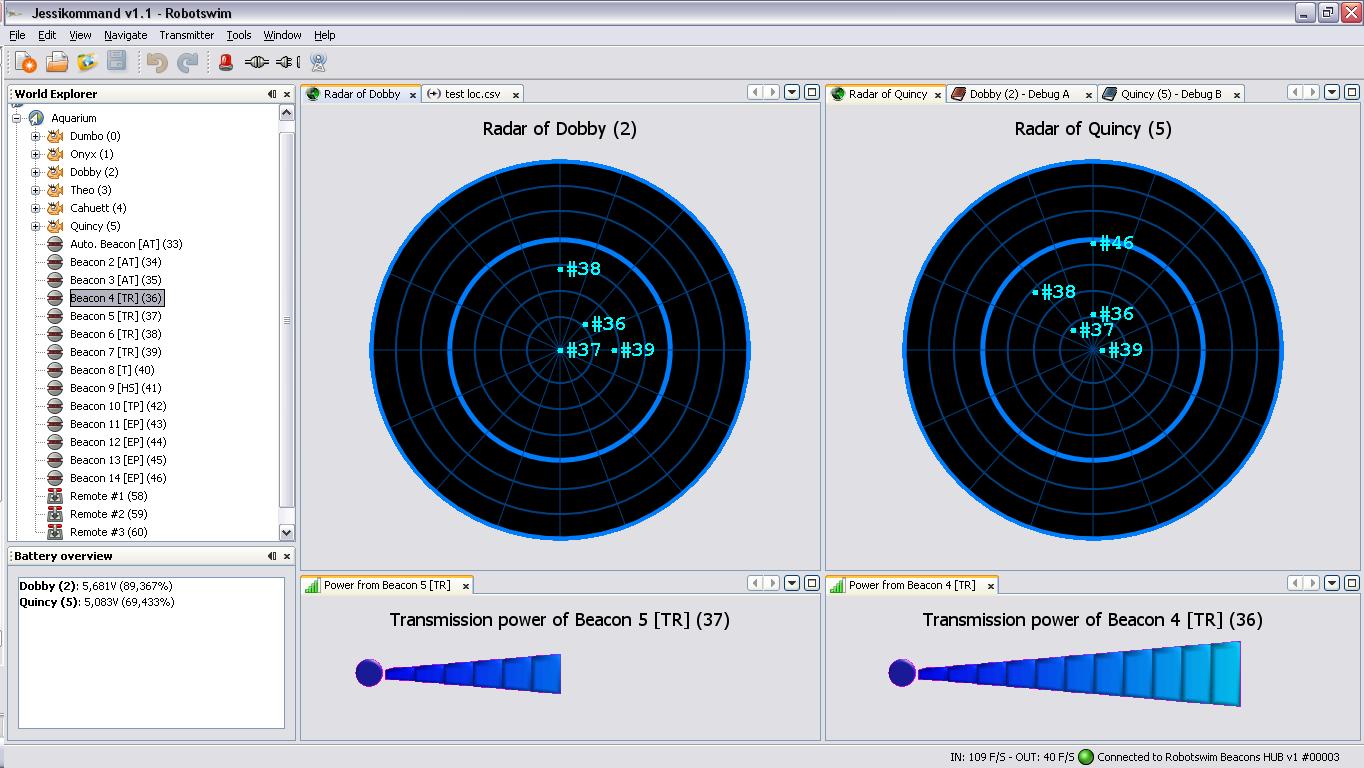 Jessikommand v1.1 - Robotswim
File Edit View Navigate Transmitter Tools Window Help
World Explorer
Aquarium
Dumbo (0)
Onyx (1)
Dobby (2)
Theo (3)
Cahuett (4)
Quincy (5)
Auto. Beacon [AT] (33)
Beacon 2 [AT] (34)
Beacon 3 [AT] (35)
Beacon 4 [TR] (36)
Beacon 5 [TR] (37)
Beacon 6 [TR] (38)
Beacon 7 [TR] (39)
Beacon 8 [T] (40)
Beacon 9 [HS] (41)
Beacon 10 [TP] (42)
Beacon 11 [EP] (43)
Beacon 12 [EP] (44)
Beacon 13 [EP] (45)
Beacon 14 [EP] (46)
Remote #1 (58)
Remote #2 (59)
Remote #3 (60)
Battery overview
Dobby (2): 5,681V (89,367%)
Quincy (5): 5,083V (69,433%)
Radar of Dobby test loc.csv
Radar of Dobby (2)
#38
#36
#37 #39
Radar of Quincy Dobby (2) - Debug A Quincy (5) - Debug B
Radar of Quincy (5)
#46
#38
#36
#37
#39
Power from Beacon 5 [TR]
Transmission power of Beacon 5 [TR] (37)
Power from Beacon 4 [TR]
Transmission power of Beacon 4 [TR] (36)
IN: 109 F/S - OUT: 40 F/S Connected to Robotswim Beacons HUB v1 #00003